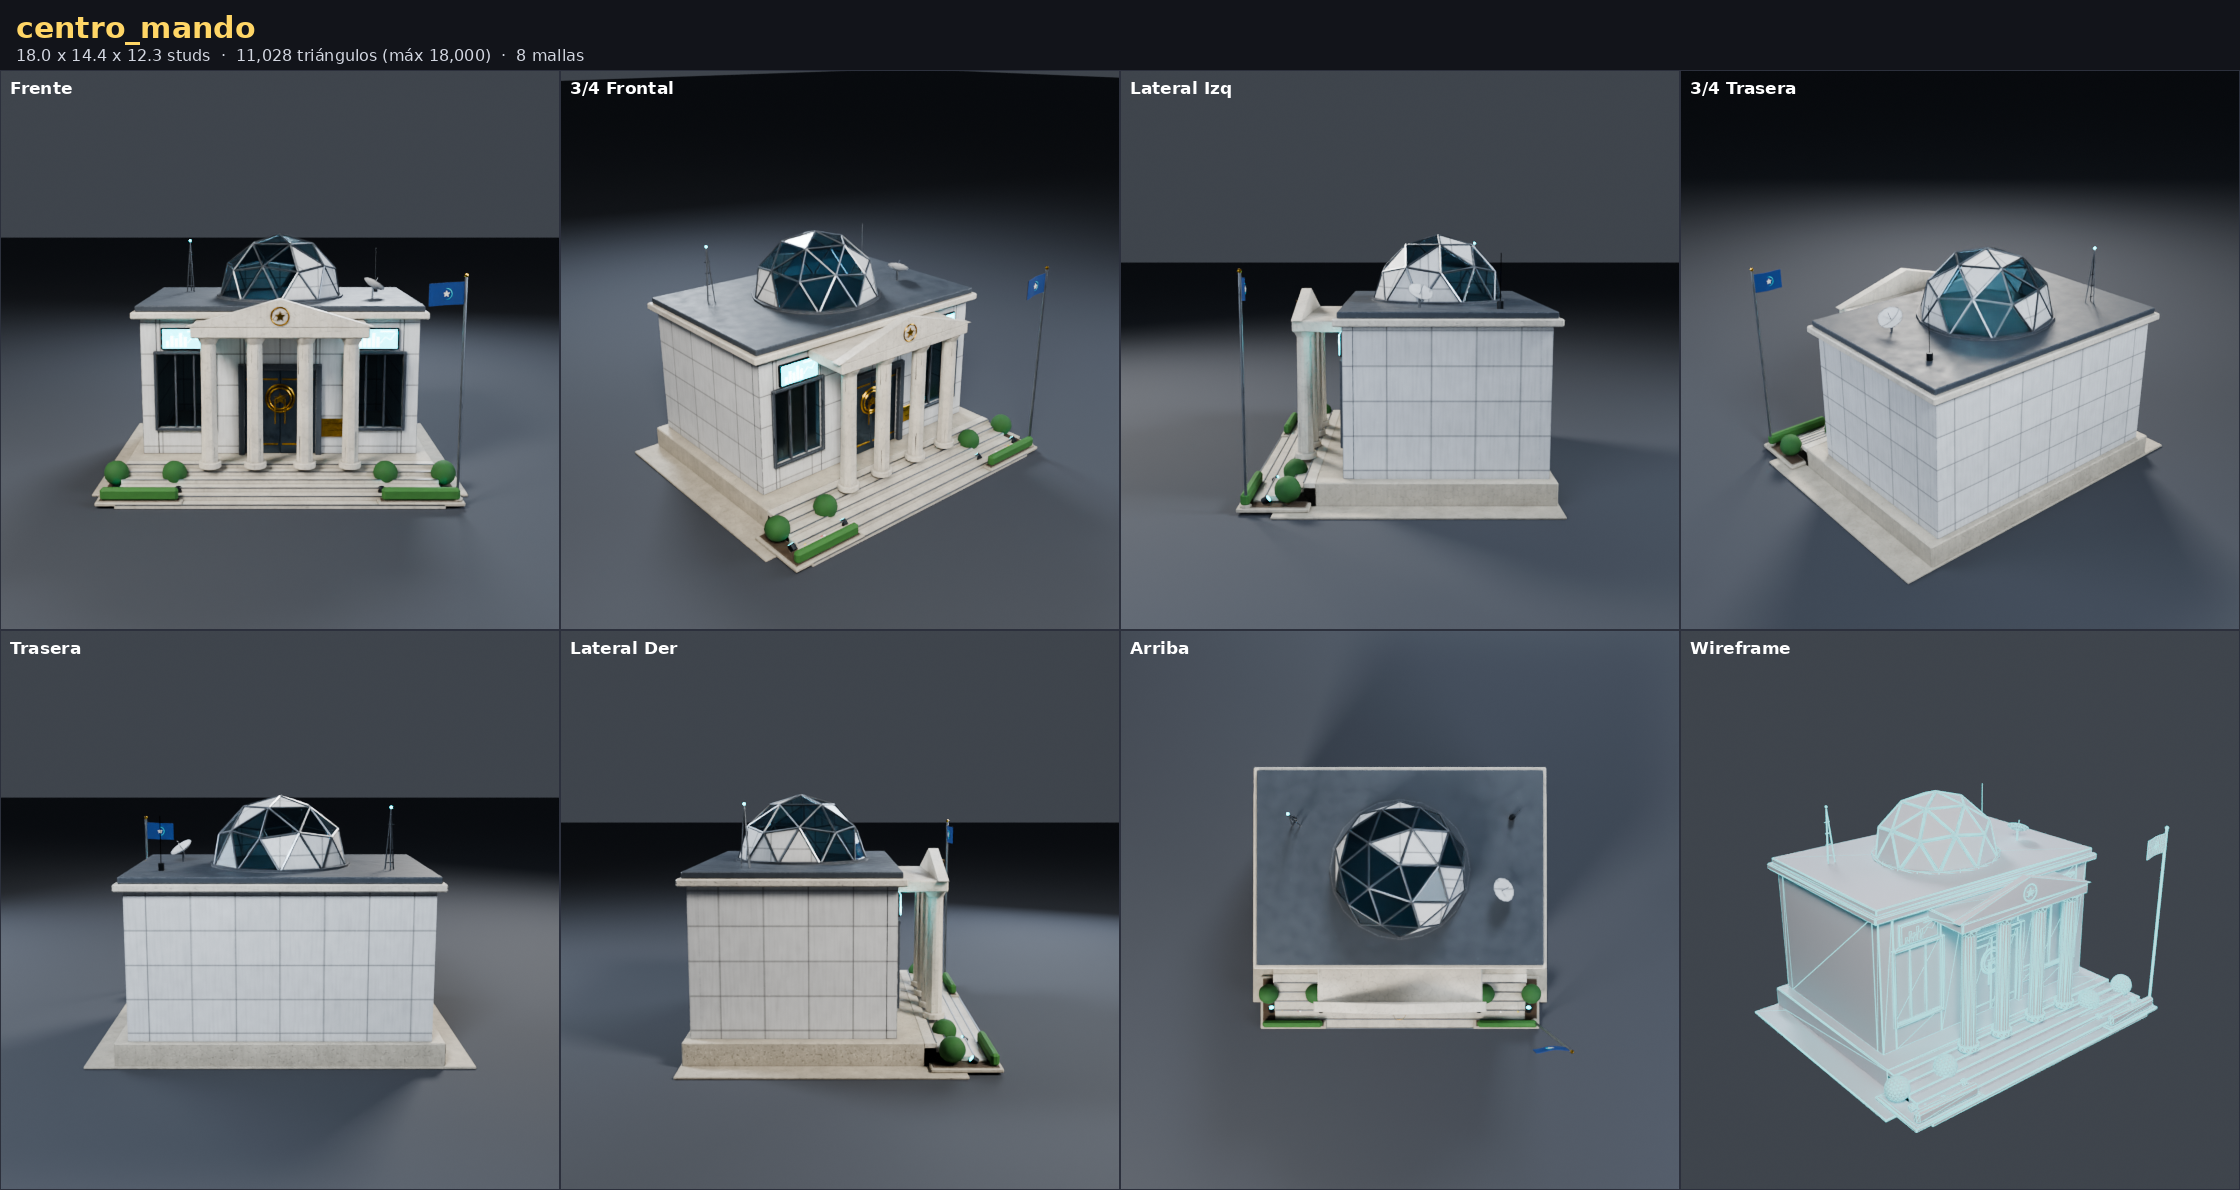 centro_mando
18.0 x 14.4 x 12.3 studs · 11,028 triángulos (máx 18,000) · 8 mallas
Frente
3/4 Frontal
Lateral Izq
3/4 Trasera
Trasera
Lateral Der
Arriba
Wireframe